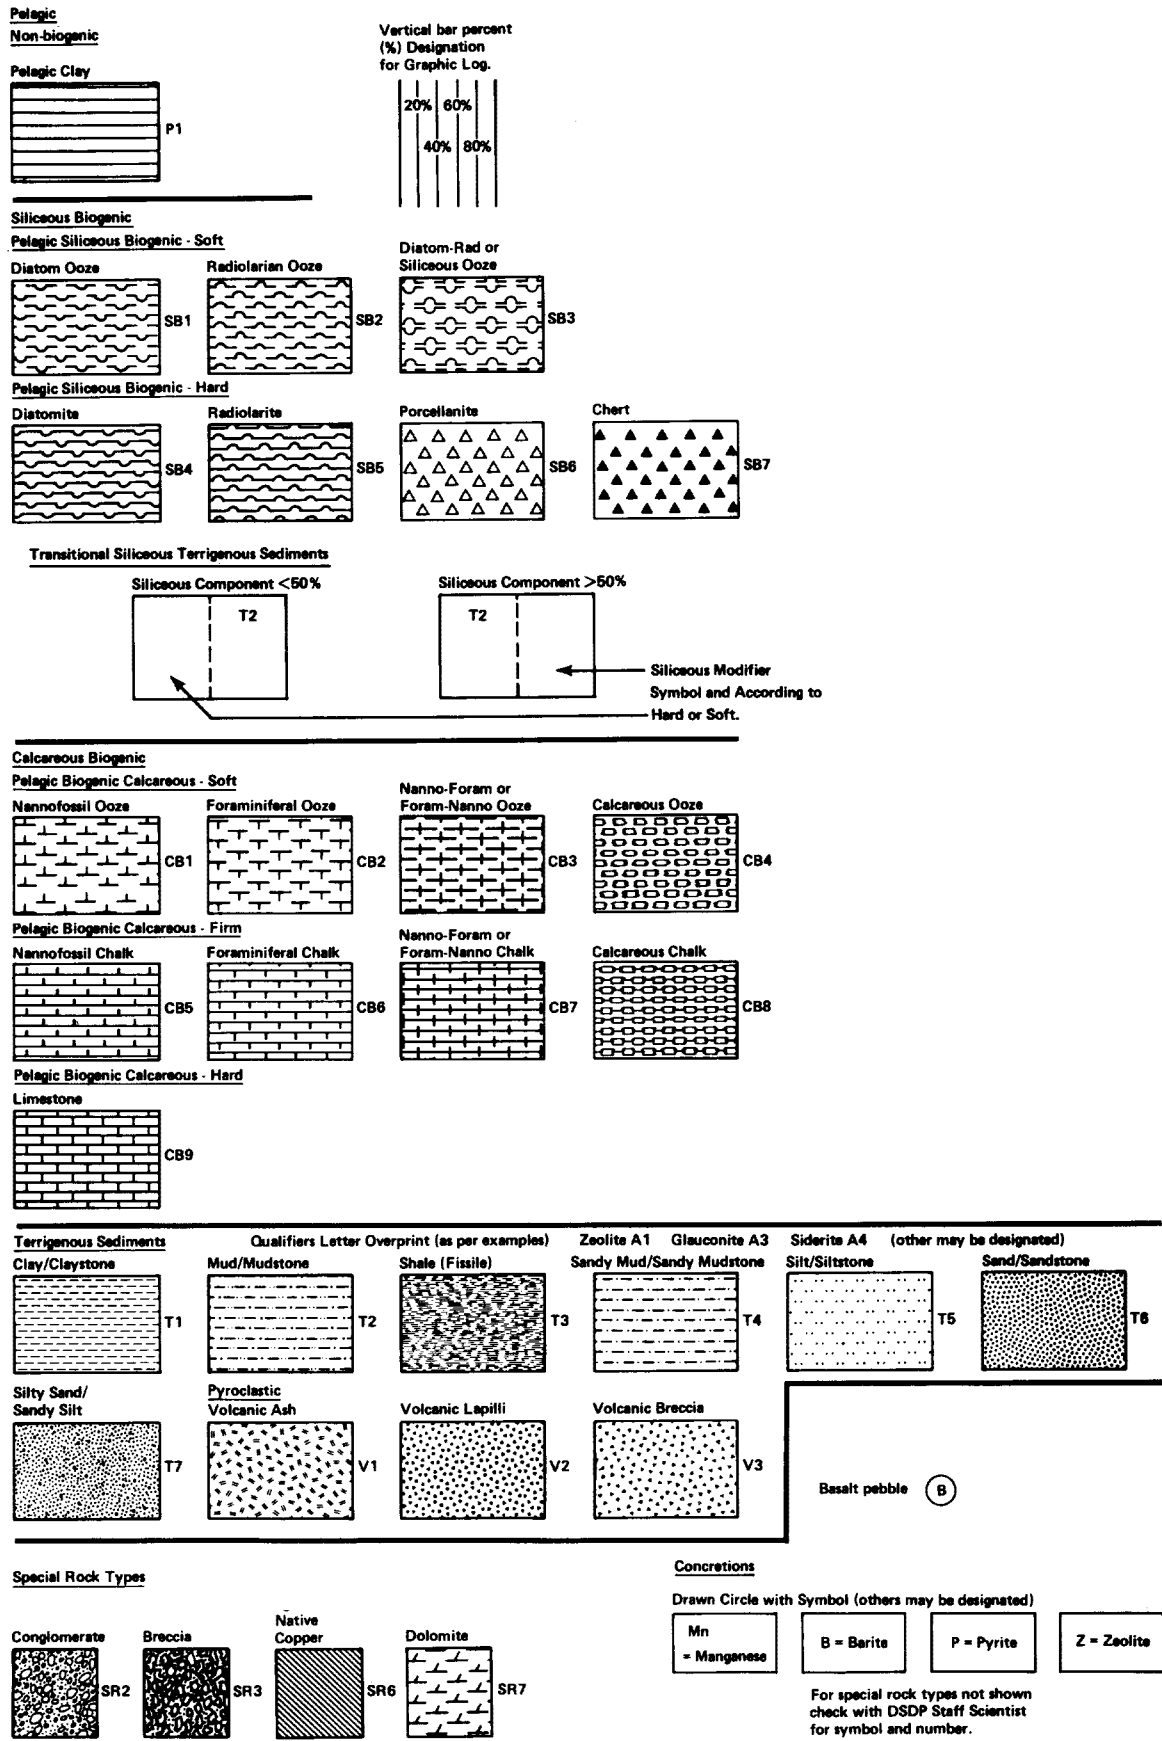 Pelagic
Non-biogenic
Pelagic Clay
P1
Vertical bar percent
(%) Designation
for Graphic Log.
20% 60%
40% 80%
Siliceous Biogenic
Pelagic Siliceous Biogenic - Soft
Diatom Ooze
SB1
Radiolarian Ooze
SB2
Diatom-Rad or
Siliceous Ooze
SB3
Pelagic Siliceous Biogenic - Hard
Diatomite
SB4
Radiolarite
SB5
Porcellanite
SB6
Chert
SB7
Transitional Siliceous Terrigenous Sediments
Siliceous Component <50%
T2
Siliceous Component >50%
T2
Siliceous Modifier
Symbol and According to
Hard or Soft.
Calcareous Biogenic
Pelagic Biogenic Calcareous - Soft
Nannofossil Ooze
CB1
Foraminiferal Ooze
CB2
Nanno-Foram or
Foram-Nanno Ooze
CB3
Calcareous Ooze
CB4
Pelagic Biogenic Calcareous - Firm
Nannofossil Chalk
CB5
Foraminiferal Chalk
CB6
Nanno-Foram or
Foram-Nanno Chalk
CB7
Calcareous Chalk
CB8
Pelagic Biogenic Calcareous - Hard
Limestone
CB9
Terrigenous Sediments
Qualifiers Letter Overprint (as per examples) Zeolite A1 Glauconite A3 Siderite A4 (other may be designated)
Clay/Claystone
T1
Mud/Mudstone
T2
Shale (Fissile)
T3
Sandy Mud/Sandy Mudstone
T4
Silt/Siltstone
T5
Sand/Sandstone
T6
Silty Sand/
Sandy Silt
T7
Pyroclastic
Volcanic Ash
V1
Volcanic Lapilli
V2
Volcanic Breccia
V3
Basalt pebble B
Special Rock Types
Conglomerate
SR2
Breccia
SR3
Native
Copper
SR6
Dolomite
SR7
Concretions
Drawn Circle with Symbol (others may be designated)
Mn
= Manganese
B = Barite
P = Pyrite
Z = Zeolite
For special rock types not shown
check with DSDP Staff Scientist
for symbol and number.